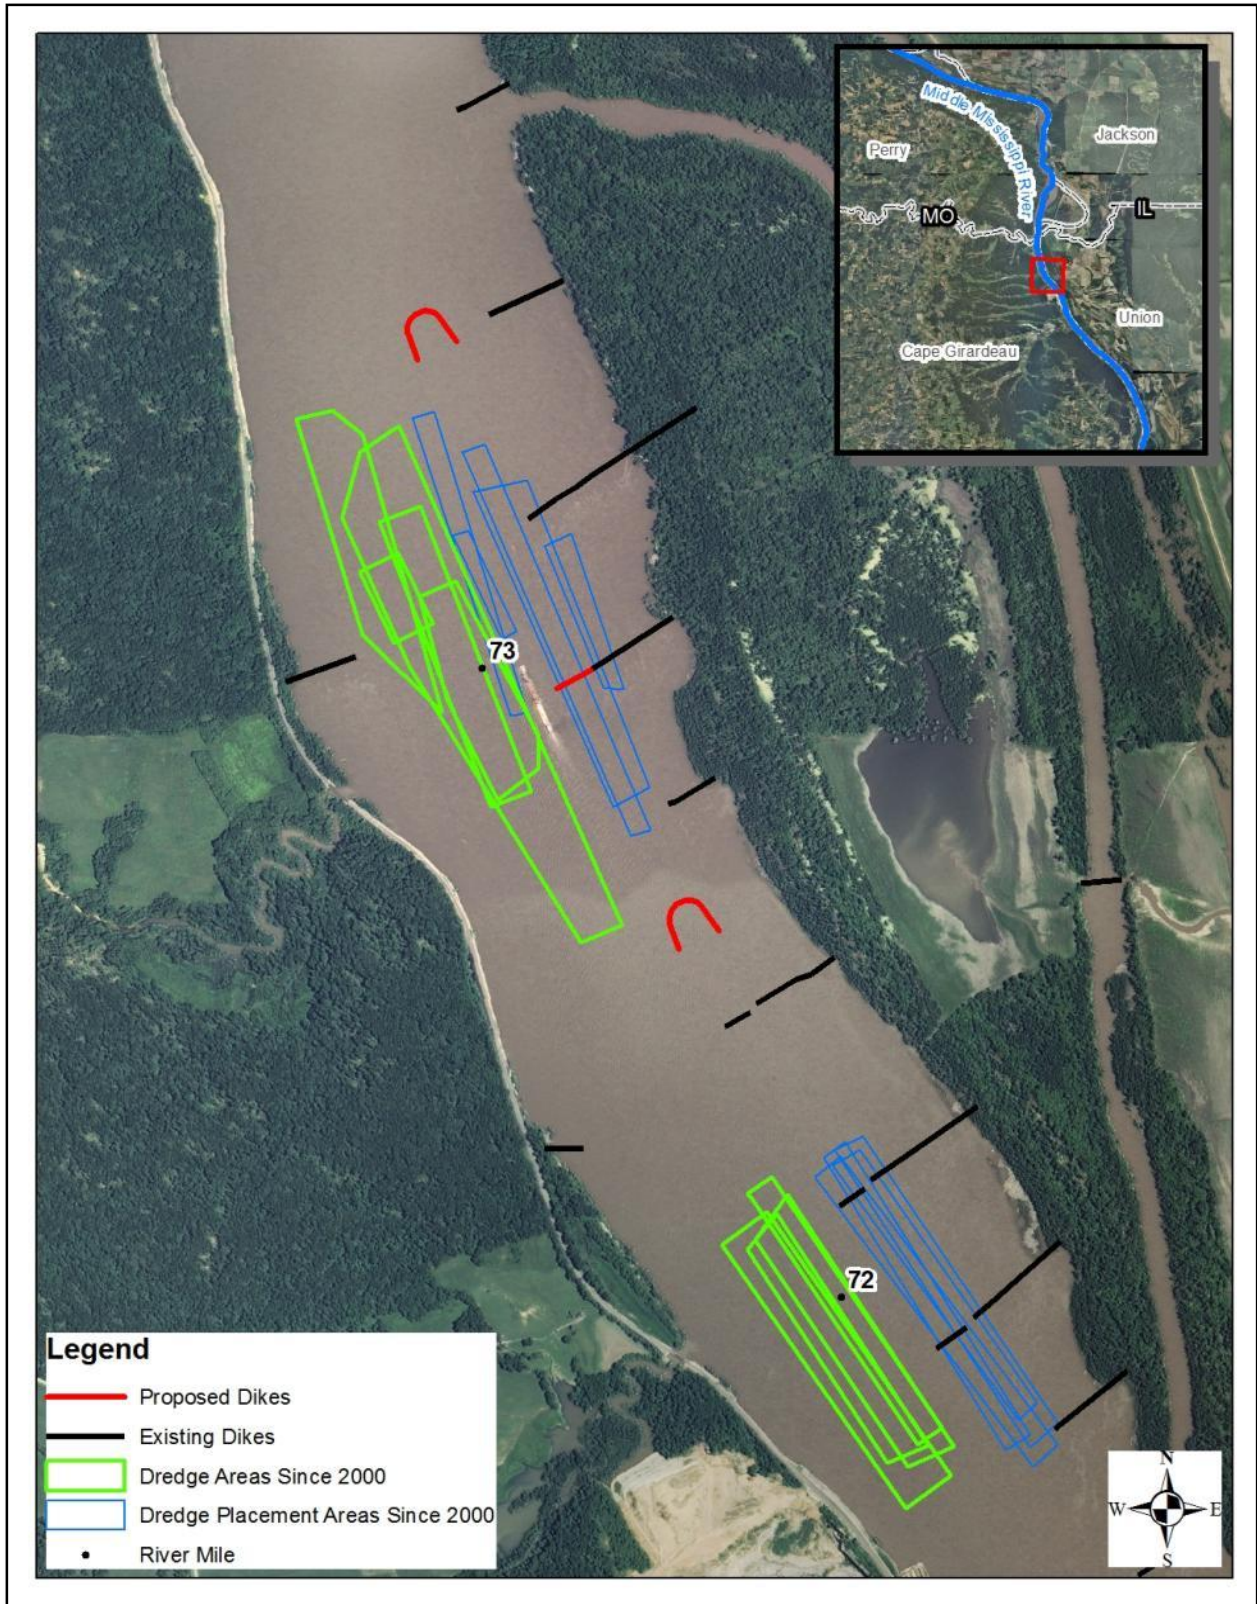 Middle Mississippi River
Jackson
Perry
MO
IL
Union
Cape Girardeau
73
72
Legend
Proposed Dikes
Existing Dikes
Dredge Areas Since 2000
Dredge Placement Areas Since 2000
River Mile
N
W
E
S